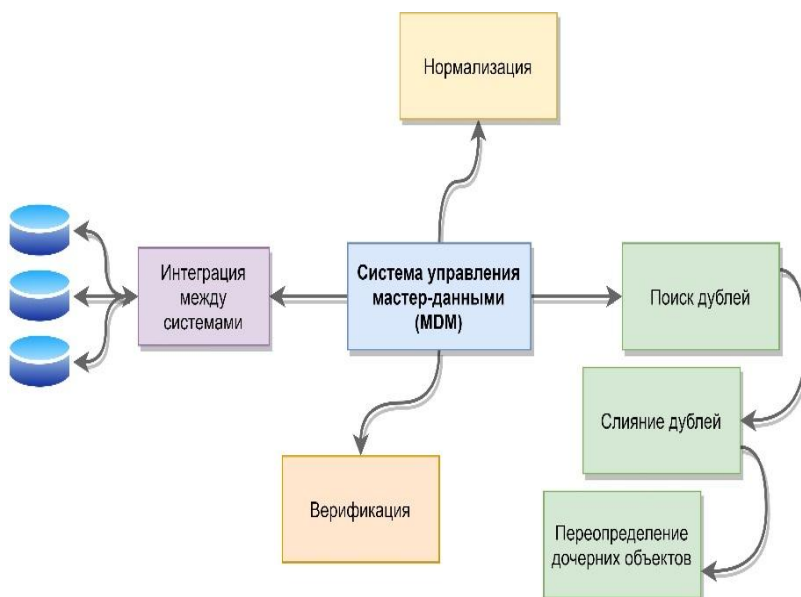 Нормализация
Интеграция
между
системами
Система управления
мастер-данными
(MDM)
Поиск дублей
Слияние дублей
Верификация
Переопределение
дочерних объектов